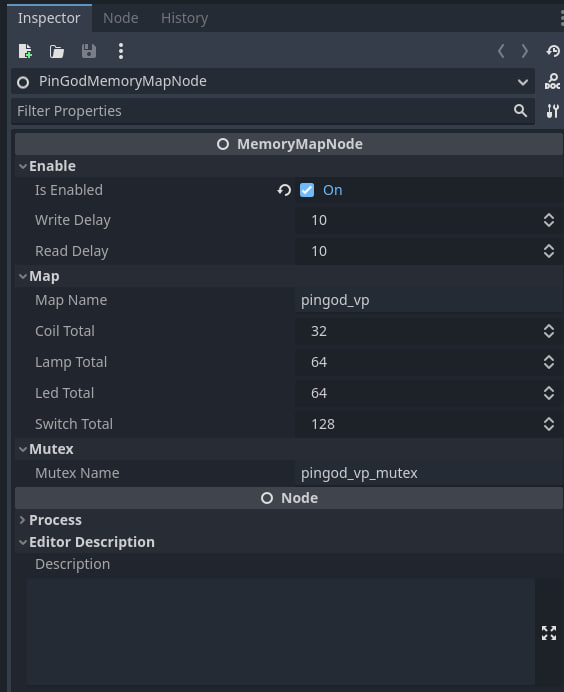 Inspector Node History
PinGodMemoryMapNode
DOC
Filter Properties
MemoryMapNode
Enable
Is Enabled On
Write Delay 10
Read Delay 10
Map
Map Name pingod_vp
Coil Total 32
Lamp Total 64
Led Total 64
Switch Total 128
Mutex
Mutex Name pingod_vp_mutex
Node
Process
Editor Description
Description